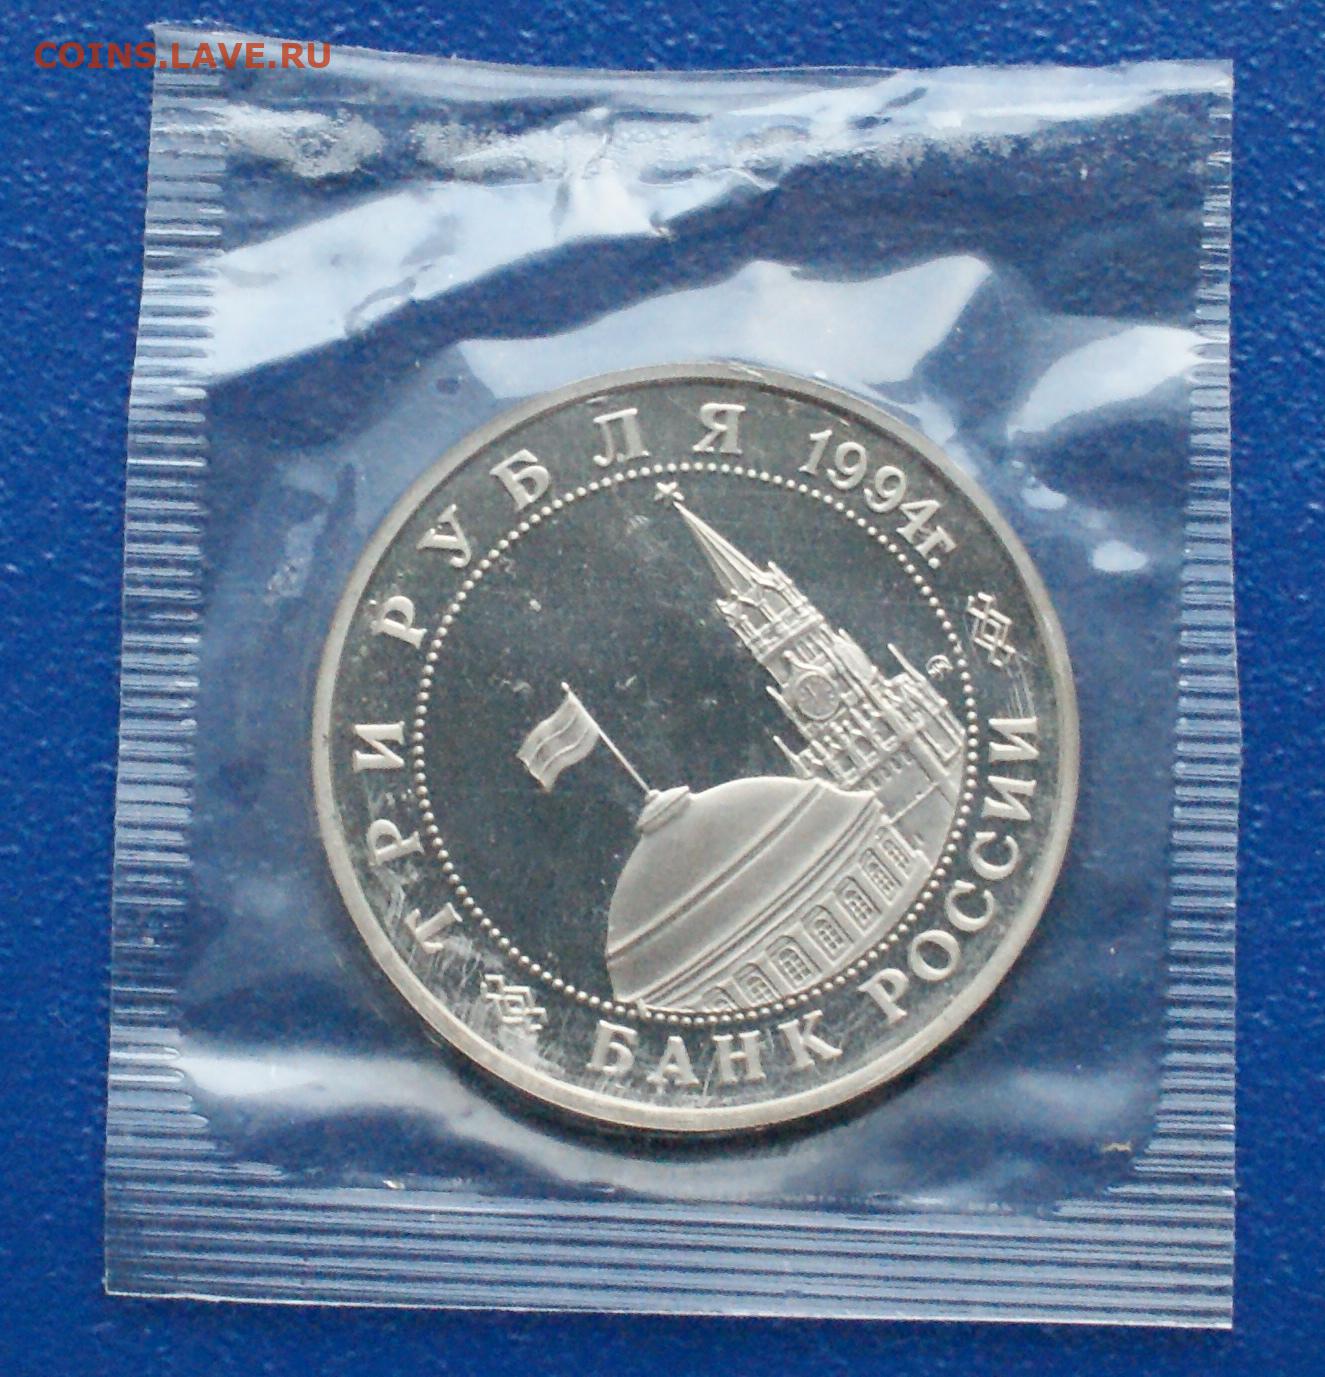 COINS.LAVE.RU
ТРИ РУБЛЯ 1994г.
БАНК РОССИИ